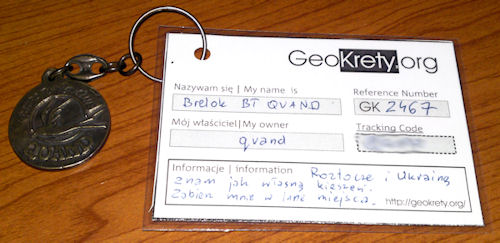 GeoKrety.org
Nazywam się | My name is
Reference Number
Brelok BT QVAND
GK 2467
Mój właściciel | My owner
Tracking Code
qvand
Informacje | information Roztocze i Ukrainę
znam jak własną kieszeń.
Zabierz mnie w inne miejsca.
http://geokrety.org/